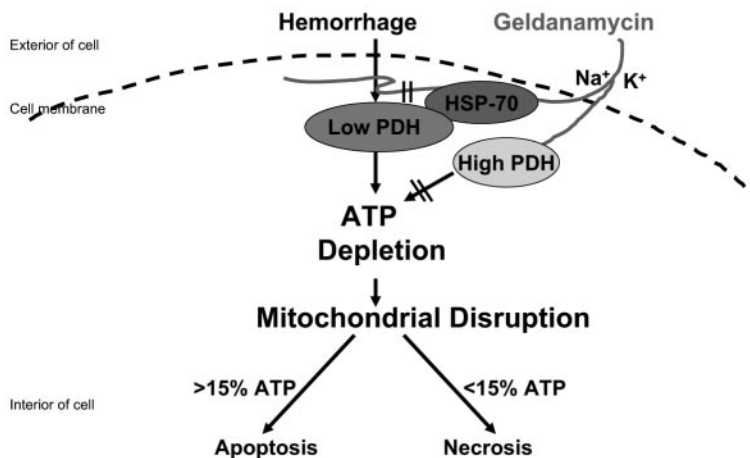 Hemorrhage
Geldanamycin
Exterior of cell
Na⁺ K⁺
Cell membrane
HSP-70
Low PDH
High PDH
ATP
Depletion
Mitochondrial Disruption
>15% ATP
<15% ATP
Interior of cell
Apoptosis
Necrosis